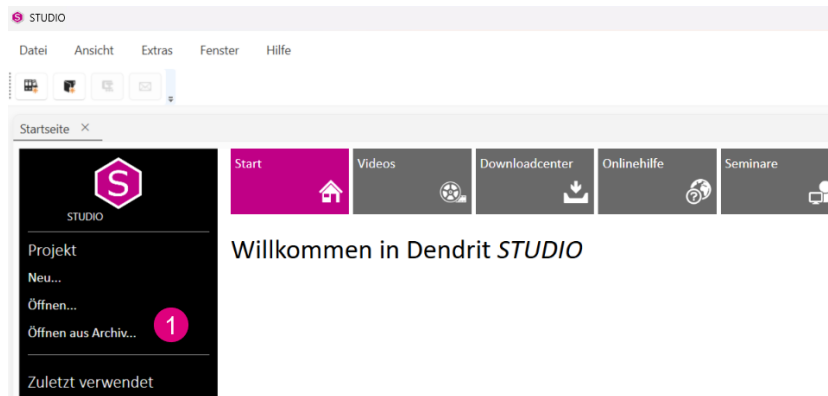 S STUDIO
Datei Ansicht Extras Fenster Hilfe
Startseite ×
S
STUDIO
Start
Videos
Downloadcenter
Onlinehilfe
Seminare
Willkommen in Dendrit STUDIO
Projekt
Neu...
Öffnen...
Öffnen aus Archiv...
1
Zuletzt verwendet